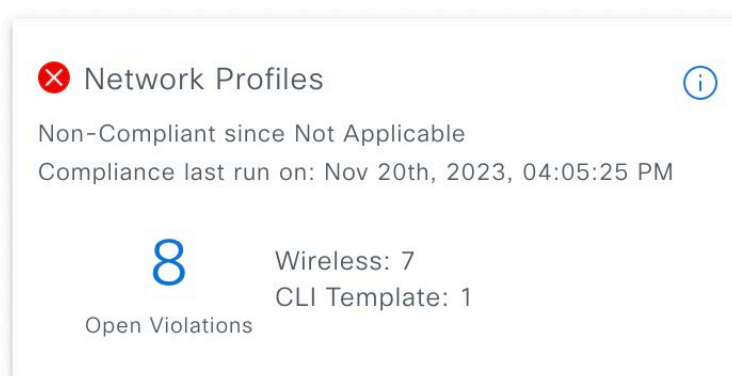 Network Profiles
Non-Compliant since Not Applicable
Compliance last run on: Nov 20th, 2023, 04:05:25 PM
8
Open Violations
Wireless: 7
CLI Template: 1